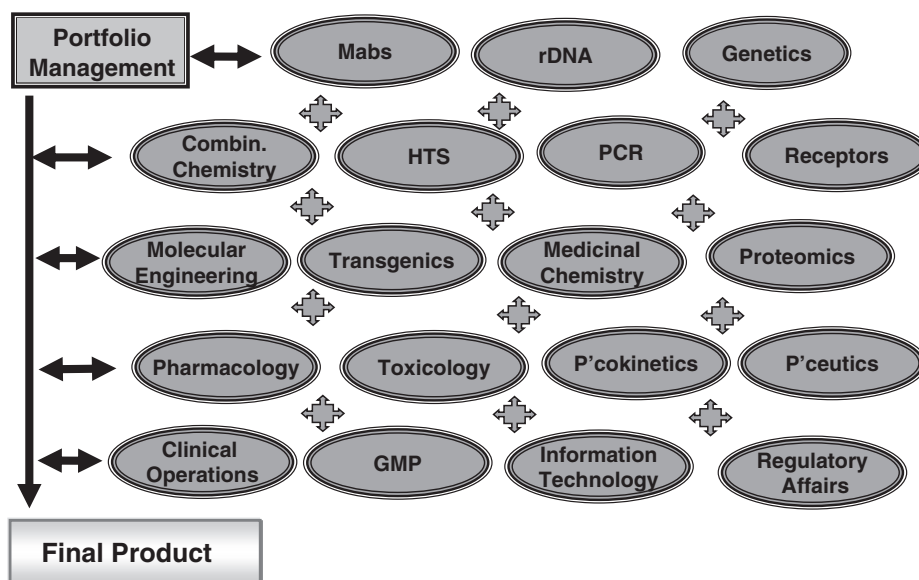 Portfolio
Management
Mabs
rDNA
Genetics
Combin.
Chemistry
HTS
PCR
Receptors
Molecular
Engineering
Transgenics
Medicinal
Chemistry
Proteomics
Pharmacology
Toxicology
P'cokinetics
P'ceutics
Clinical
Operations
GMP
Information
Technology
Regulatory
Affairs
Final Product